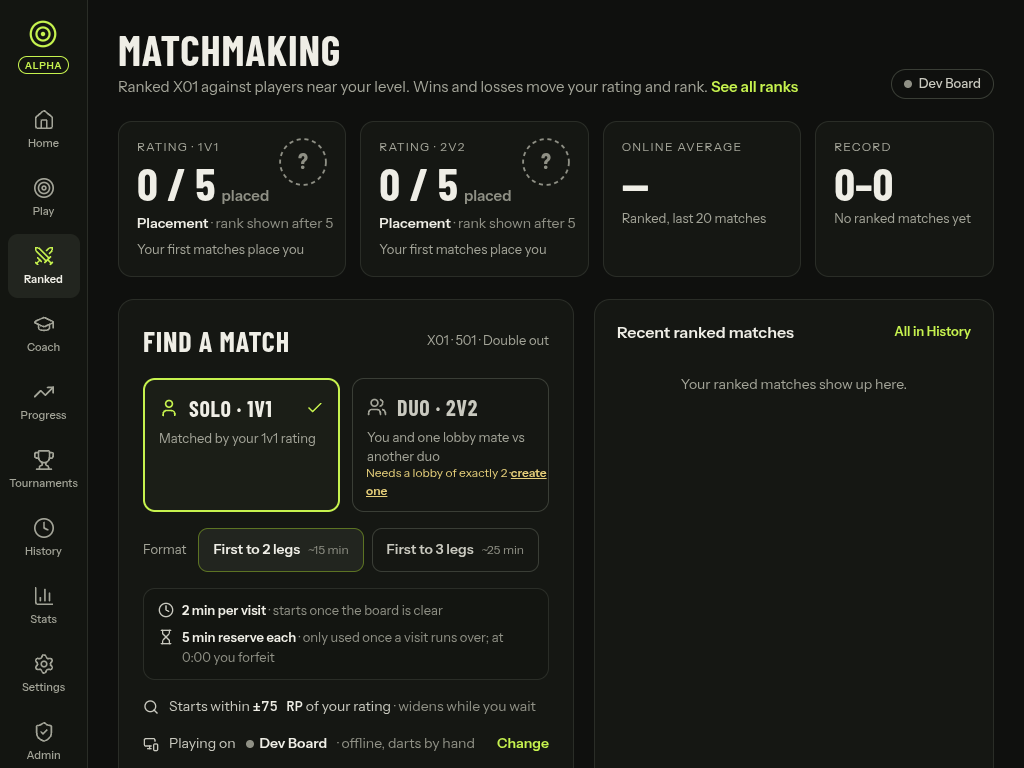 ALPHA
Home
Play
Ranked
Coach
Progress
Tournaments
History
Stats
Settings
Admin
MATCHMAKING
Ranked X01 against players near your level. Wins and losses move your rating and rank. See all ranks
Dev Board
RATING · 1V1
?
0 / 5 placed
Placement · rank shown after 5
Your first matches place you
RATING · 2V2
?
0 / 5 placed
Placement · rank shown after 5
Your first matches place you
ONLINE AVERAGE
–
Ranked, last 20 matches
RECORD
0–0
No ranked matches yet
FIND A MATCH
X01 · 501 · Double out
SOLO · 1V1
Matched by your 1v1 rating
DUO · 2V2
You and one lobby mate vs
another duo
Needs a lobby of exactly 2 · create
one
Format
First to 2 legs ~15 min
First to 3 legs ~25 min
2 min per visit · starts once the board is clear
5 min reserve each · only used once a visit runs over; at
0:00 you forfeit
Starts within ±75 RP of your rating · widens while you wait
Playing on Dev Board · offline, darts by hand Change
Recent ranked matches
All in History
Your ranked matches show up here.